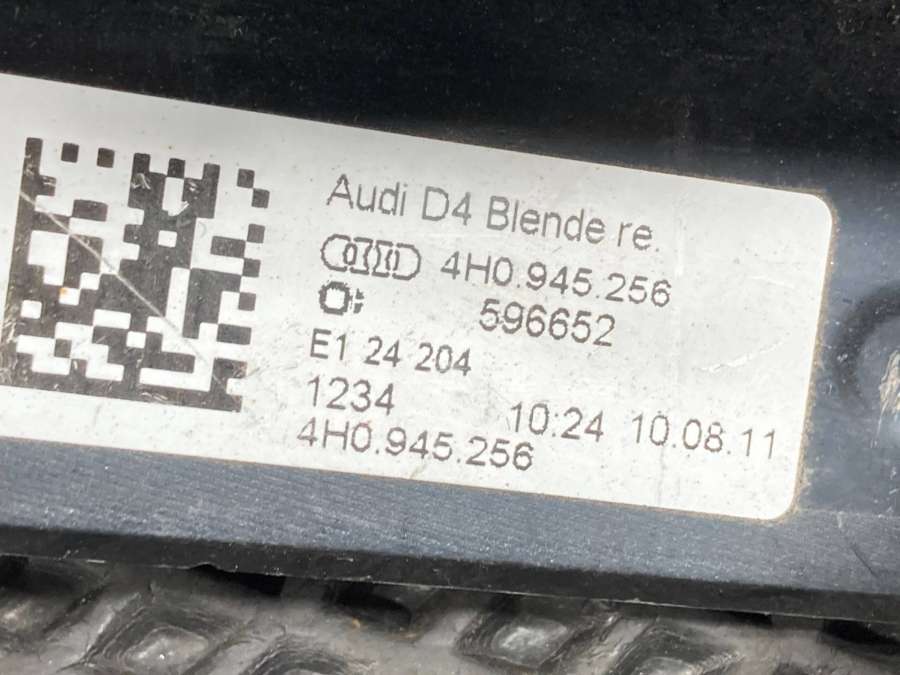 Audi D4 Blende re.
4H0.945.256
596652
E1 24 204
1234 10:24 10.08.11
4H0.945.256